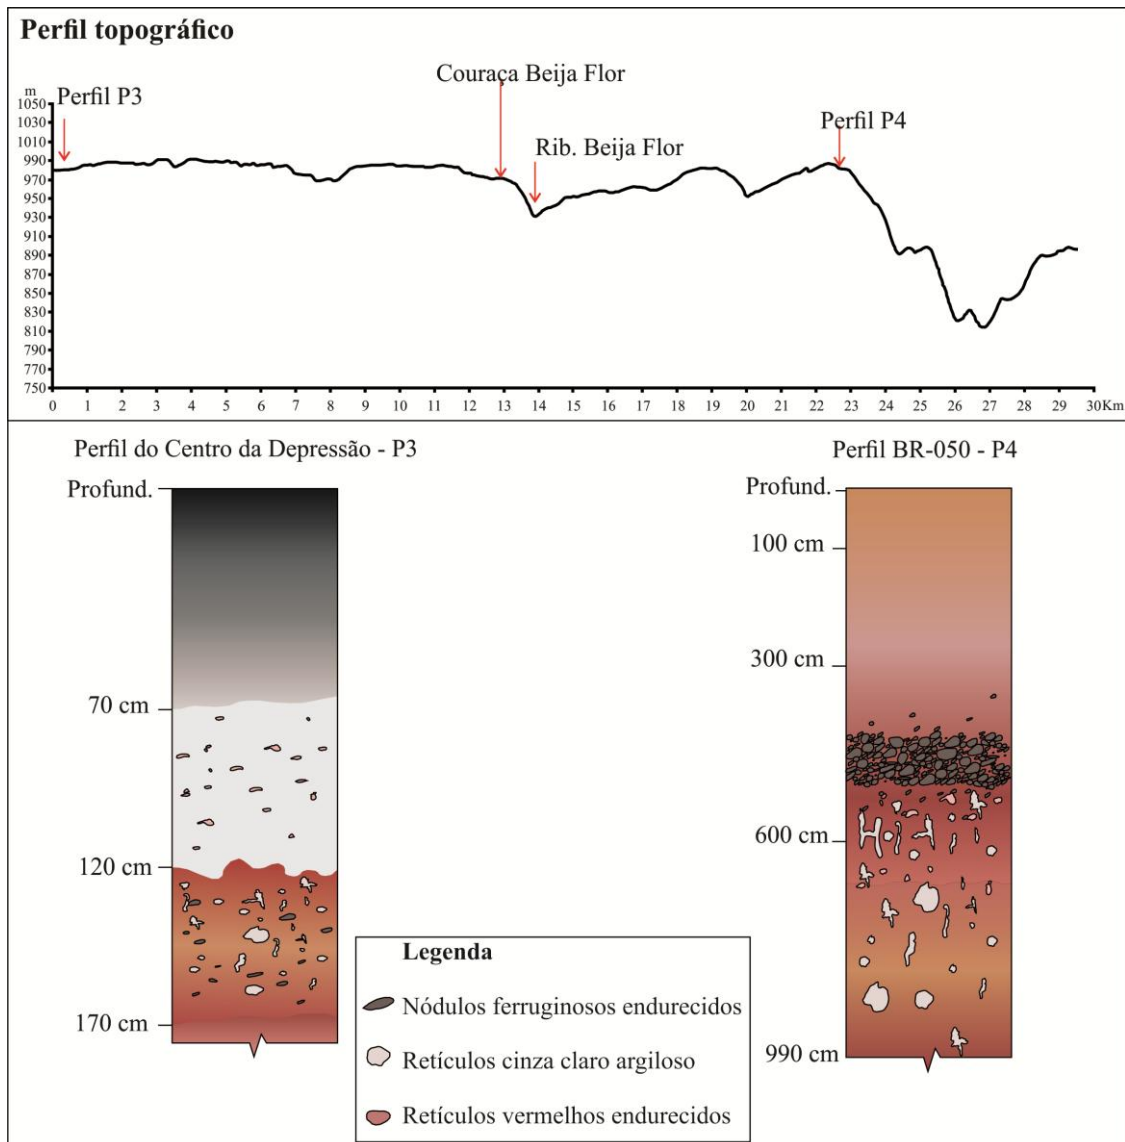 Perfil topográfico
Couraça Beija Flor
m
Perfil P3
Perfil P4
Rib. Beija Flor
1050
1030
1010
990
970
950
930
910
890
870
850
830
810
790
770
750
0 1 2 3 4 5 6 7 8 9 10 11 12 13 14 15 16 17 18 19 20 21 22 23 24 25 26 27 28 29 30Km
Perfil do Centro da Depressão - P3
Profund.
70 cm
120 cm
170 cm
Perfil BR-050 - P4
Profund.
100 cm
300 cm
600 cm
990 cm
Legenda
Nódulos ferruginosos endurecidos
Retículos cinza claro argiloso
Retículos vermelhos endurecidos